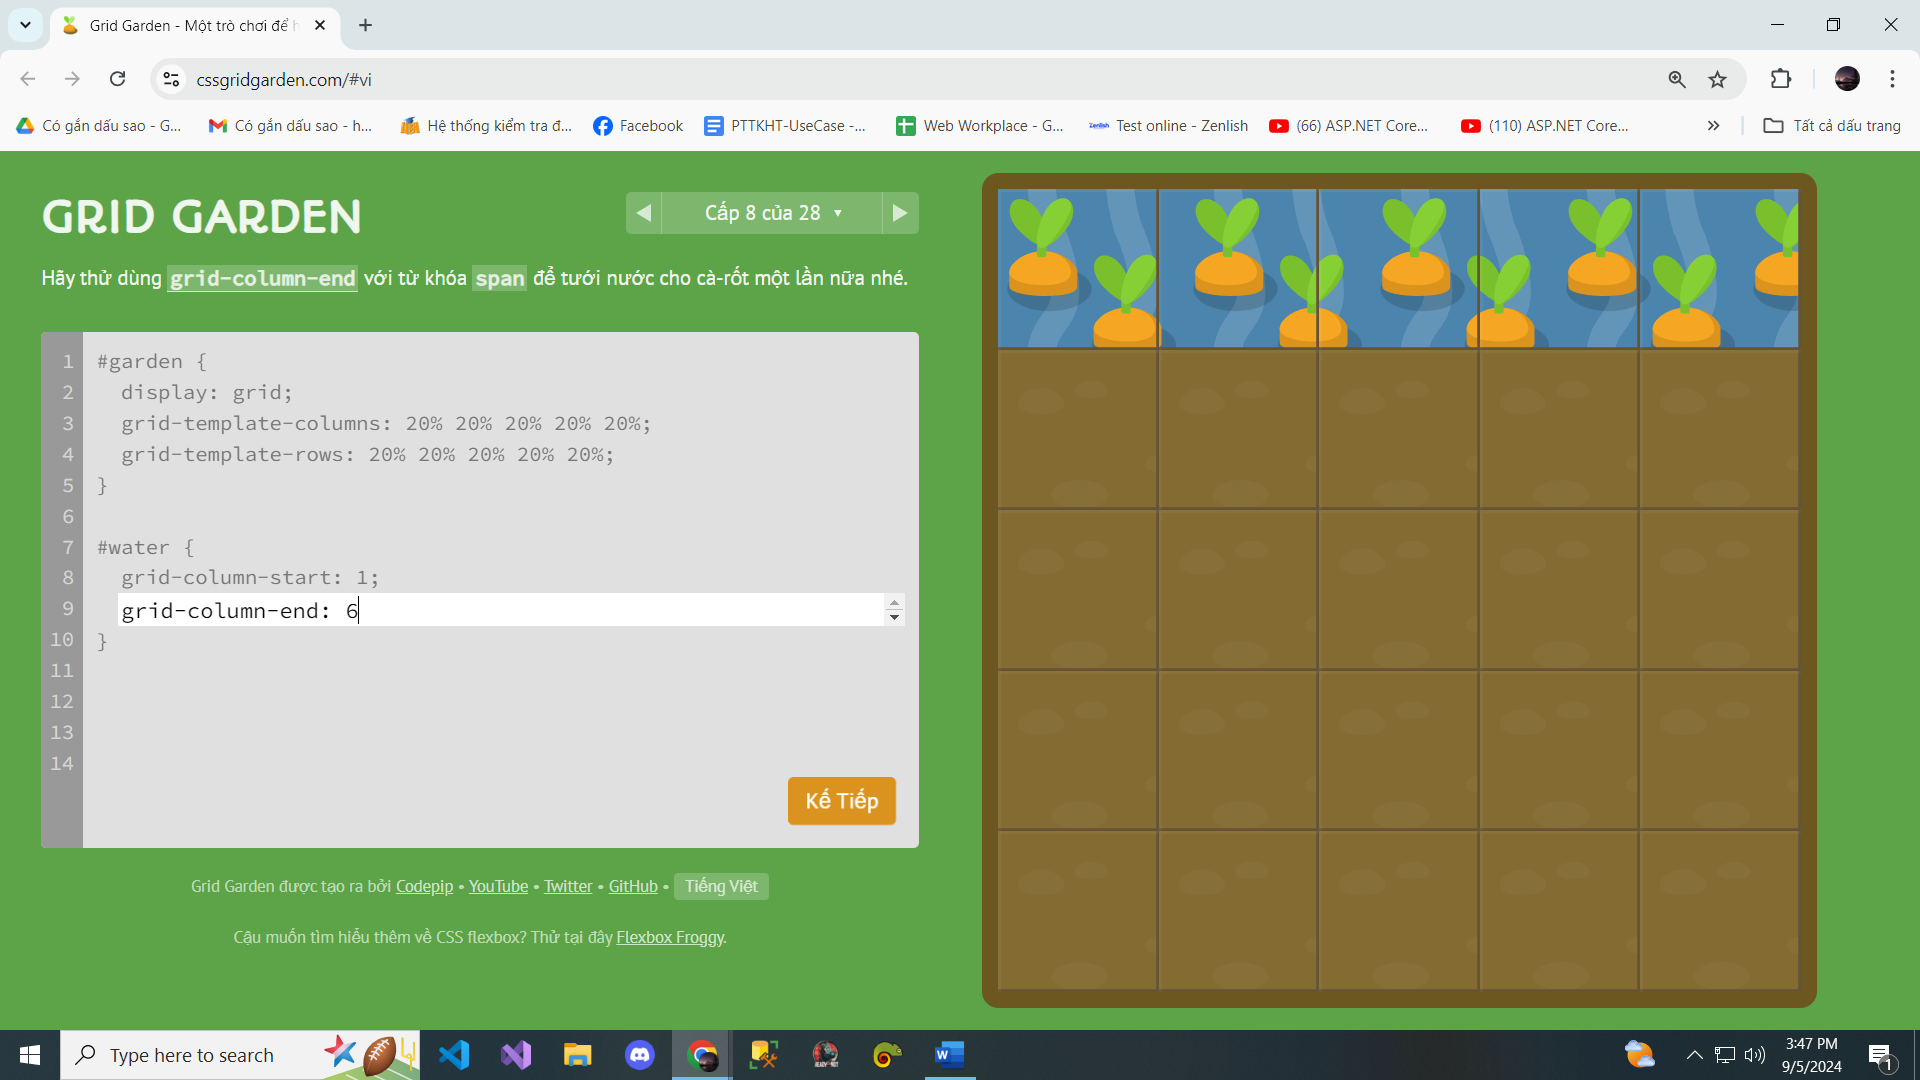 Grid Garden - Một trò chơi để h
cssgridgarden.com/#vi
Có gắn dấu sao - G...
Có gắn dấu sao - h...
Hệ thống kiểm tra đ...
Facebook
PTTKHT-UseCase -...
Web Workplace - G...
Zenlish
Test online - Zenlish
(66) ASP.NET Core...
(110) ASP.NET Core...
Tất cả dấu trang
GRID GARDEN
Cấp 8 của 28
Hãy thử dùng grid-column-end với từ khóa span để tưới nước cho cà-rốt một lần nữa nhé.
1 #garden {
2 display: grid;
3 grid-template-columns: 20% 20% 20% 20% 20%;
4 grid-template-rows: 20% 20% 20% 20% 20%;
5 }
6
7 #water {
8 grid-column-start: 1;
9 grid-column-end: 6
10 }
11
12
13
14
Kế Tiếp
Grid Garden được tạo ra bởi Codepip • YouTube • Twitter • GitHub • Tiếng Việt
Cậu muốn tìm hiểu thêm về CSS flexbox? Thử tại đây Flexbox Froggy.
Type here to search
READY OR NOT
W
3:47 PM
9/5/2024
1